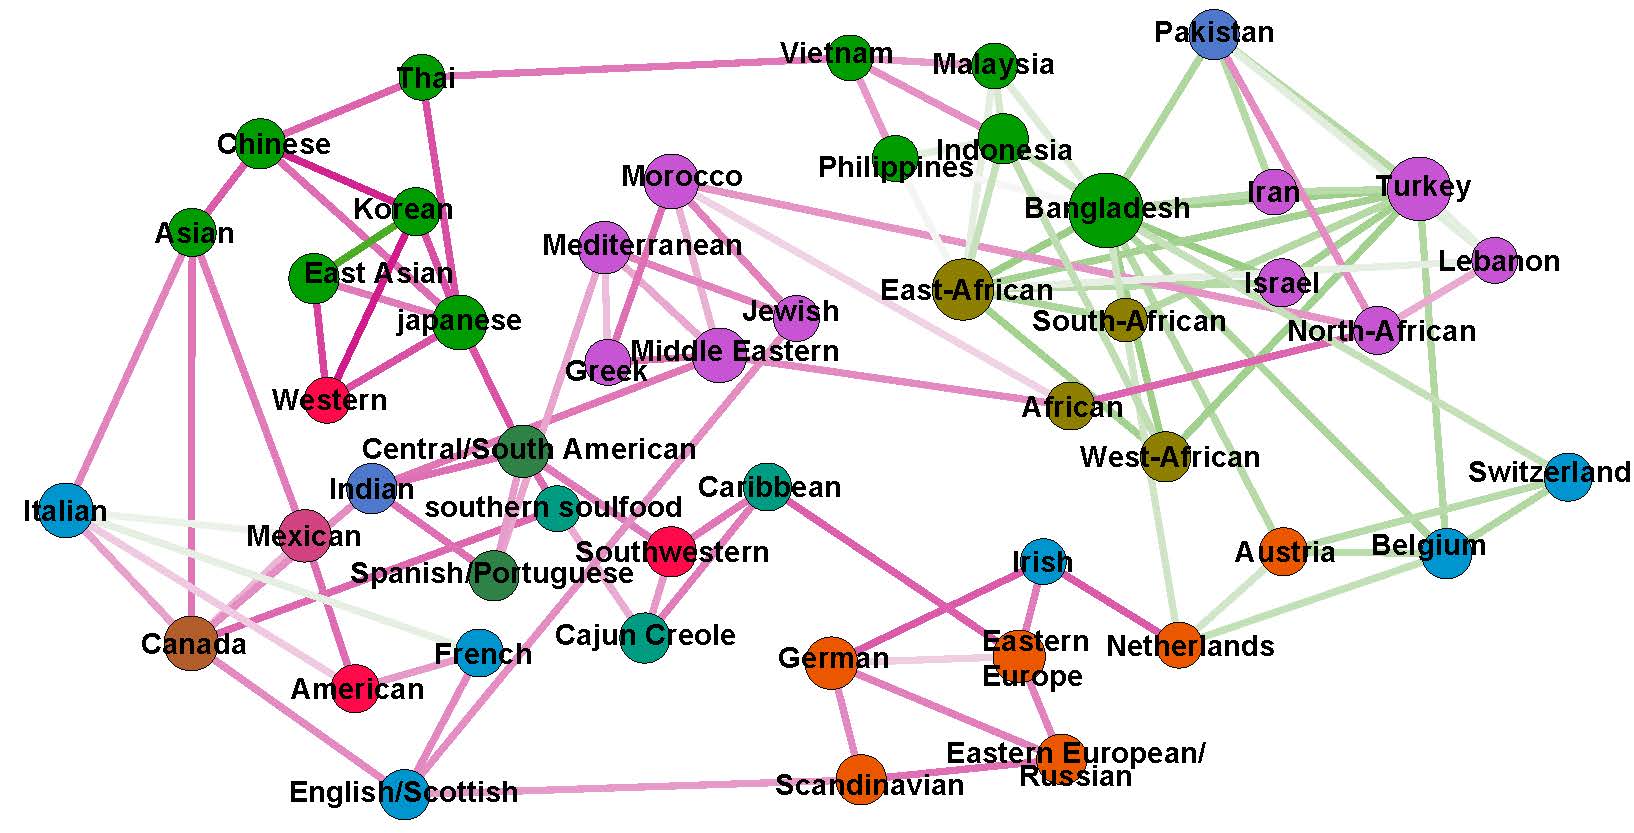 Pakistan
Vietnam
Malaysia
Thai
Chinese
Indonesia
Philippines
Morocco
Iran
Turkey
Korean
Bangladesh
Asian
Mediterranean
Lebanon
East Asian
Israel
East-African
japanese
Jewish
South-African
North-African
Middle Eastern
Greek
Western
African
Central/South American
West-African
Switzerland
Indian
Caribbean
southern soulfood
Italian
Mexican
Southwestern
Austria
Belgium
Irish
Spanish/Portuguese
Cajun Creole
Canada
French
German
Eastern
Europe
Netherlands
American
Eastern European/
Russian
Scandinavian
English/Scottish